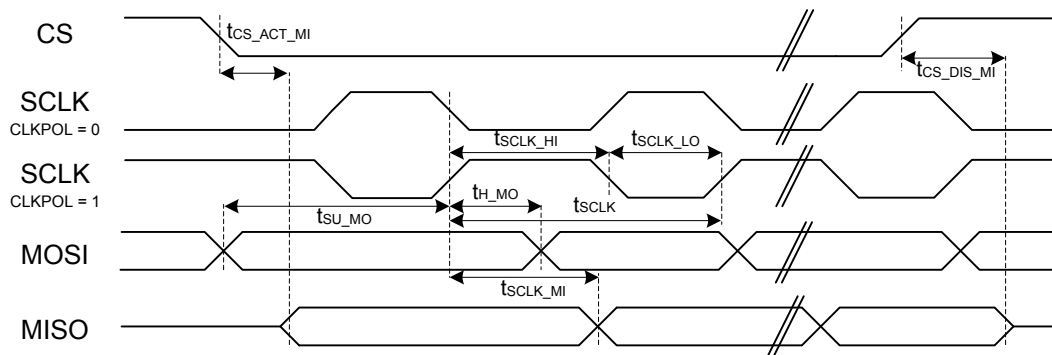 CS
tCS_ACT_MI
tCS_DIS_MI
SCLK
CLKPOL = 0
tSCLK_HI
tSCLK_LO
SCLK
CLKPOL = 1
tSU_MO
tH_MO
tSCLK
MOSI
tSCLK_MI
MISO